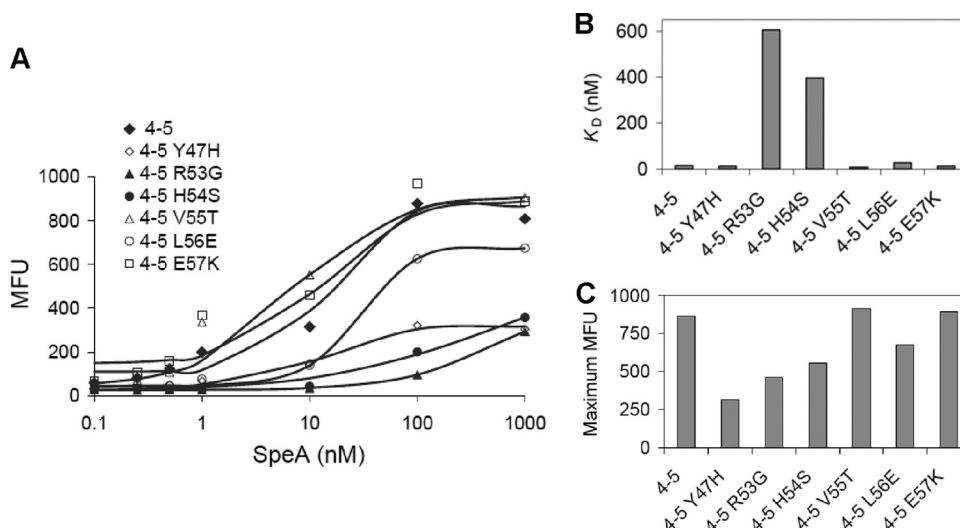 A
4-5
4-5 Y47H
4-5 R53G
4-5 H54S
4-5 V55T
4-5 L56E
4-5 E57K
1000
800
600
400
200
0
MFU
0.1
1
10
100
1000
SpeA (nM)
B
600
400
200
0
KD (nM)
4-5
4-5 Y47H
4-5 R53G
4-5 H54S
4-5 V55T
4-5 L56E
4-5 E57K
C
1000
750
500
250
0
Maximum MFU
4-5
4-5 Y47H
4-5 R53G
4-5 H54S
4-5 V55T
4-5 L56E
4-5 E57K